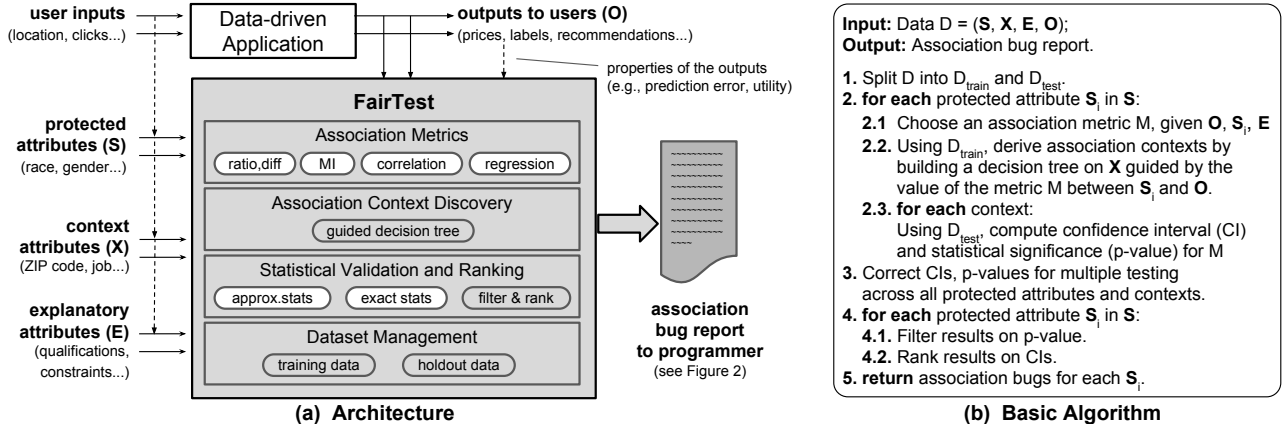 user inputs
(location, clicks...)
Data-driven
Application
outputs to users (O)
(prices, labels, recommendations...)
properties of the outputs
(e.g., prediction error, utility)
FairTest
protected
attributes (S)
(race, gender...)
Association Metrics
ratio,diff MI correlation regression
Association Context Discovery
guided decision tree
context
attributes (X)
(ZIP code, job...)
Statistical Validation and Ranking
approx.stats exact stats filter & rank
explanatory
attributes (E)
(qualifications,
constraints...)
Dataset Management
training data holdout data
association
bug report
to programmer
(see Figure 2)
(a) Architecture
Input: Data D = (S, X, E, O);
Output: Association bug report.
1. Split D into D_train and D_test.
2. for each protected attribute S_i in S:
2.1 Choose an association metric M, given O, S_i, E
2.2. Using D_train, derive association contexts by
building a decision tree on X guided by the
value of the metric M between S_i and O.
2.3. for each context:
Using D_test, compute confidence interval (CI)
and statistical significance (p-value) for M
3. Correct CIs, p-values for multiple testing
across all protected attributes and contexts.
4. for each protected attribute S_i in S:
4.1. Filter results on p-value.
4.2. Rank results on CIs.
5. return association bugs for each S_i.
(b) Basic Algorithm